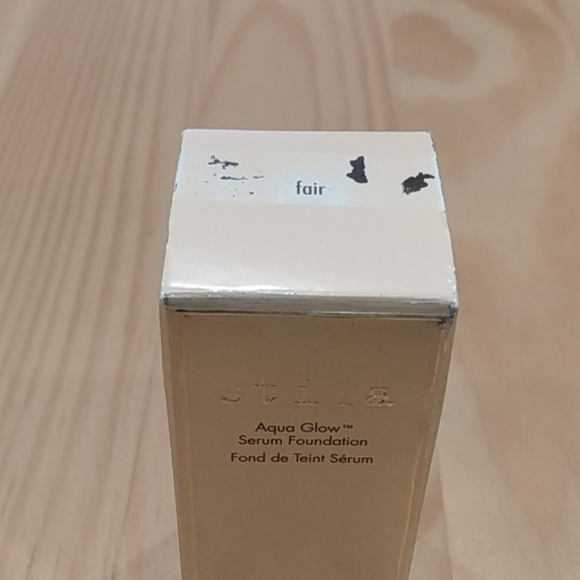 fair
stila
Aqua Glow™
Serum Foundation
Fond de Teint Sérum